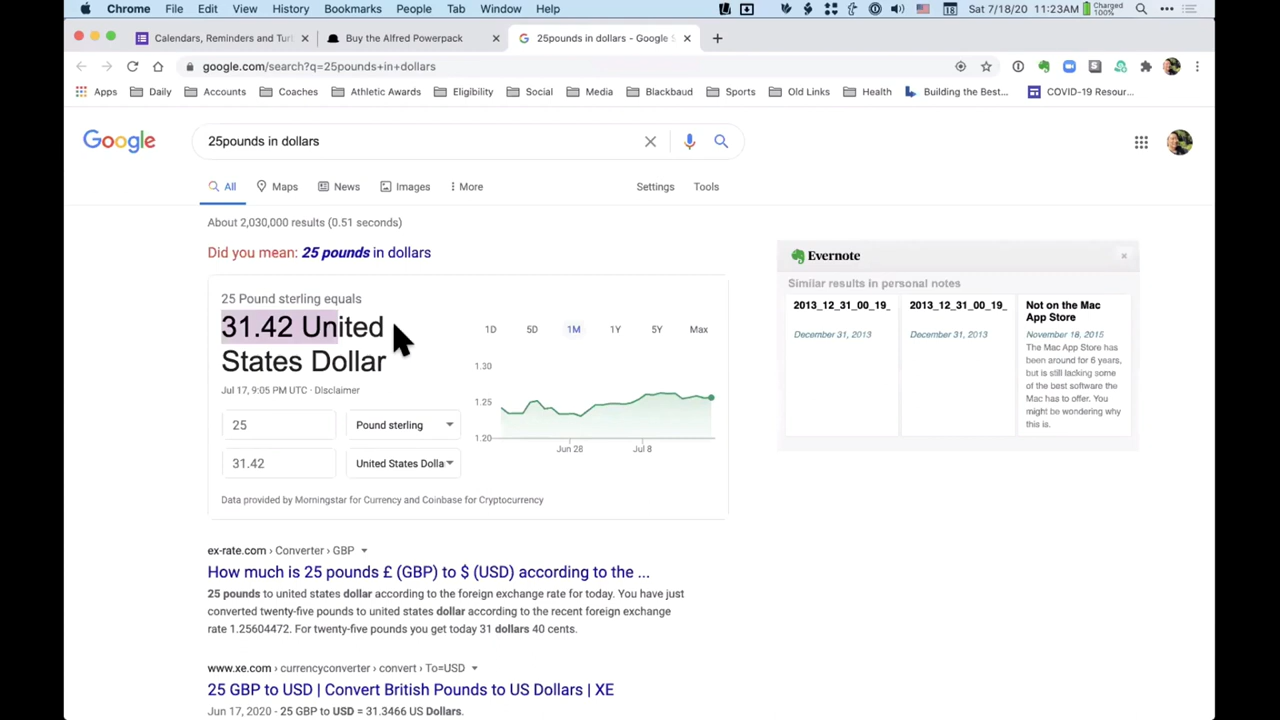 Chrome File Edit View History Bookmarks People Tab Window Help
18 Sat 7/18/20 11:23AM Charged 100%
Calendars, Reminders and Tur
Buy the Alfred Powerpack
25pounds in dollars - Google S
google.com/search?q=25pounds+in+dollars
Apps Daily Accounts Coaches Athletic Awards Eligibility Social Media Blackbaud Sports Old Links Health Building the Best... COVID-19 Resour...
Google
25pounds in dollars
All Maps News Images More Settings Tools
About 2,030,000 results (0.51 seconds)
Did you mean: 25 pounds in dollars
25 Pound sterling equals
31.42 United
States Dollar
Jul 17, 9:05 PM UTC · Disclaimer
25 Pound sterling
31.42 United States Dolla
1D 5D 1M 1Y 5Y Max
1.30
1.25
1.20
Jun 28 Jul 8
Data provided by Morningstar for Currency and Coinbase for Cryptocurrency
Evernote
Similar results in personal notes
2013_12_31_00_19_
December 31, 2013
2013_12_31_00_19_
December 31, 2013
Not on the Mac
App Store
November 18, 2015
The Mac App Store has
been around for 6 years,
but is still lacking some
of the best software the
Mac has to offer. You
might be wondering why
this is.
ex-rate.com › Converter › GBP
How much is 25 pounds £ (GBP) to $ (USD) according to the ...
25 pounds to united states dollar according to the foreign exchange rate for today. You have just
converted twenty-five pounds to united states dollar according to the recent foreign exchange
rate 1.25604472. For twenty-five pounds you get today 31 dollars 40 cents.
www.xe.com › currencyconverter › convert › To=USD
25 GBP to USD | Convert British Pounds to US Dollars | XE
Jun 17, 2020 - 25 GBP to USD = 31.3466 US Dollars.